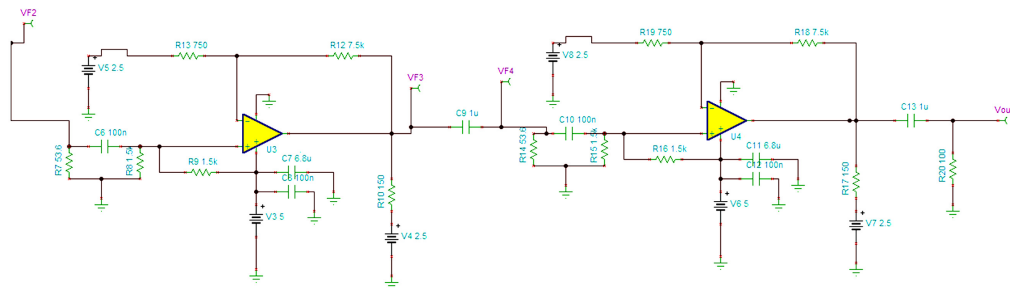 VF2
R13 750
R12 7.5k
V5 2.5
VF3
VF4
R19 750
R18 7.5k
V8 2.5
C9 1u
C13 1u
Vou
C6 100n
U3
C10 100n
U4
R7 53.6
R8 1.5k
R9 1.5k
C7 6.8u
C8 100n
R14 53.6
R15 1.5k
R16 1.5k
C11 6.8u
C12 100n
R10 150
R17 150
R20 100
V3 5
V4 2.5
V6 5
V7 2.5